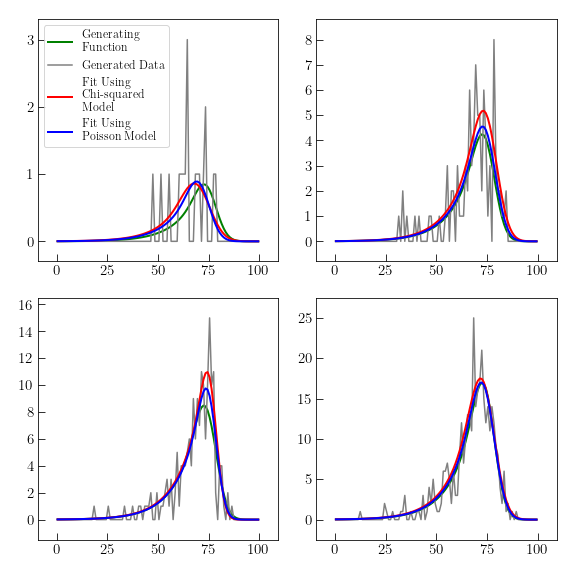 3
2
1
0
Generating
Function
Generated Data
Fit Using
Chi-squared
Model
Fit Using
Poisson Model
0 25 50 75 100
8
7
6
5
4
3
2
1
0
0 25 50 75 100
16
14
12
10
8
6
4
2
0
0 25 50 75 100
25
20
15
10
5
0
0 25 50 75 100